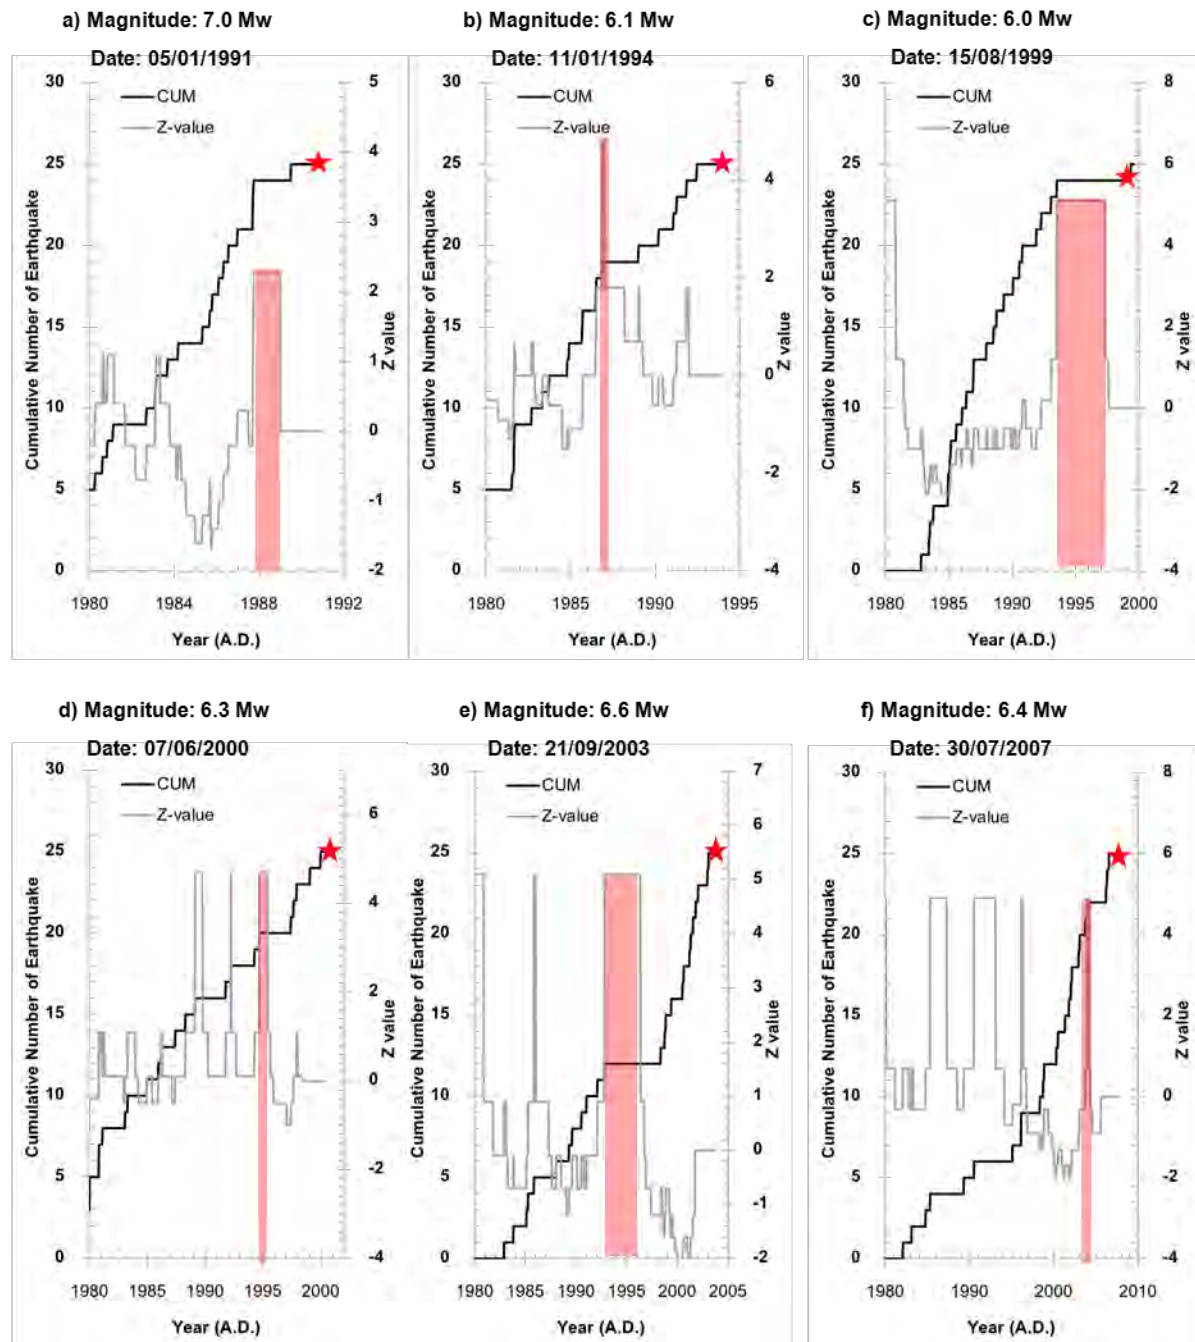 a) Magnitude: 7.0 Mw
Date: 05/01/1991
30
25
20
15
10
5
0
5
4
3
2
1
0
-1
-2
CUM
Z-value
Cumulative Number of Earthquake
Z value
1980 1984 1988 1992
Year (A.D.)
b) Magnitude: 6.1 Mw
Date: 11/01/1994
30
25
20
15
10
5
0
6
4
2
0
-2
-4
CUM
Z-value
Cumulative Number of Earthquake
Z value
1980 1985 1990 1995
Year (A.D.)
c) Magnitude: 6.0 Mw
Date: 15/08/1999
30
25
20
15
10
5
0
8
6
4
2
0
-2
-4
CUM
Z-value
Cumulative Number of Earthquake
Z value
1980 1985 1990 1995 2000
Year (A.D.)
d) Magnitude: 6.3 Mw
Date: 07/06/2000
30
25
20
15
10
5
0
6
4
2
0
-2
-4
CUM
Z-value
Cumulative Number of Earthquake
Z value
1980 1985 1990 1995 2000
Year (A.D.)
e) Magnitude: 6.6 Mw
Date: 21/09/2003
30
25
20
15
10
5
0
7
6
5
4
3
2
1
0
-1
-2
CUM
Z-value
Cumulative Number of Earthquake
Z value
1980 1985 1990 1995 2000 2005
Year (A.D.)
f) Magnitude: 6.4 Mw
Date: 30/07/2007
30
25
20
15
10
5
0
8
6
4
2
0
-2
-4
CUM
Z-value
Cumulative Number of Earthquake
Z value
1980 1990 2000 2010
Year (A.D.)